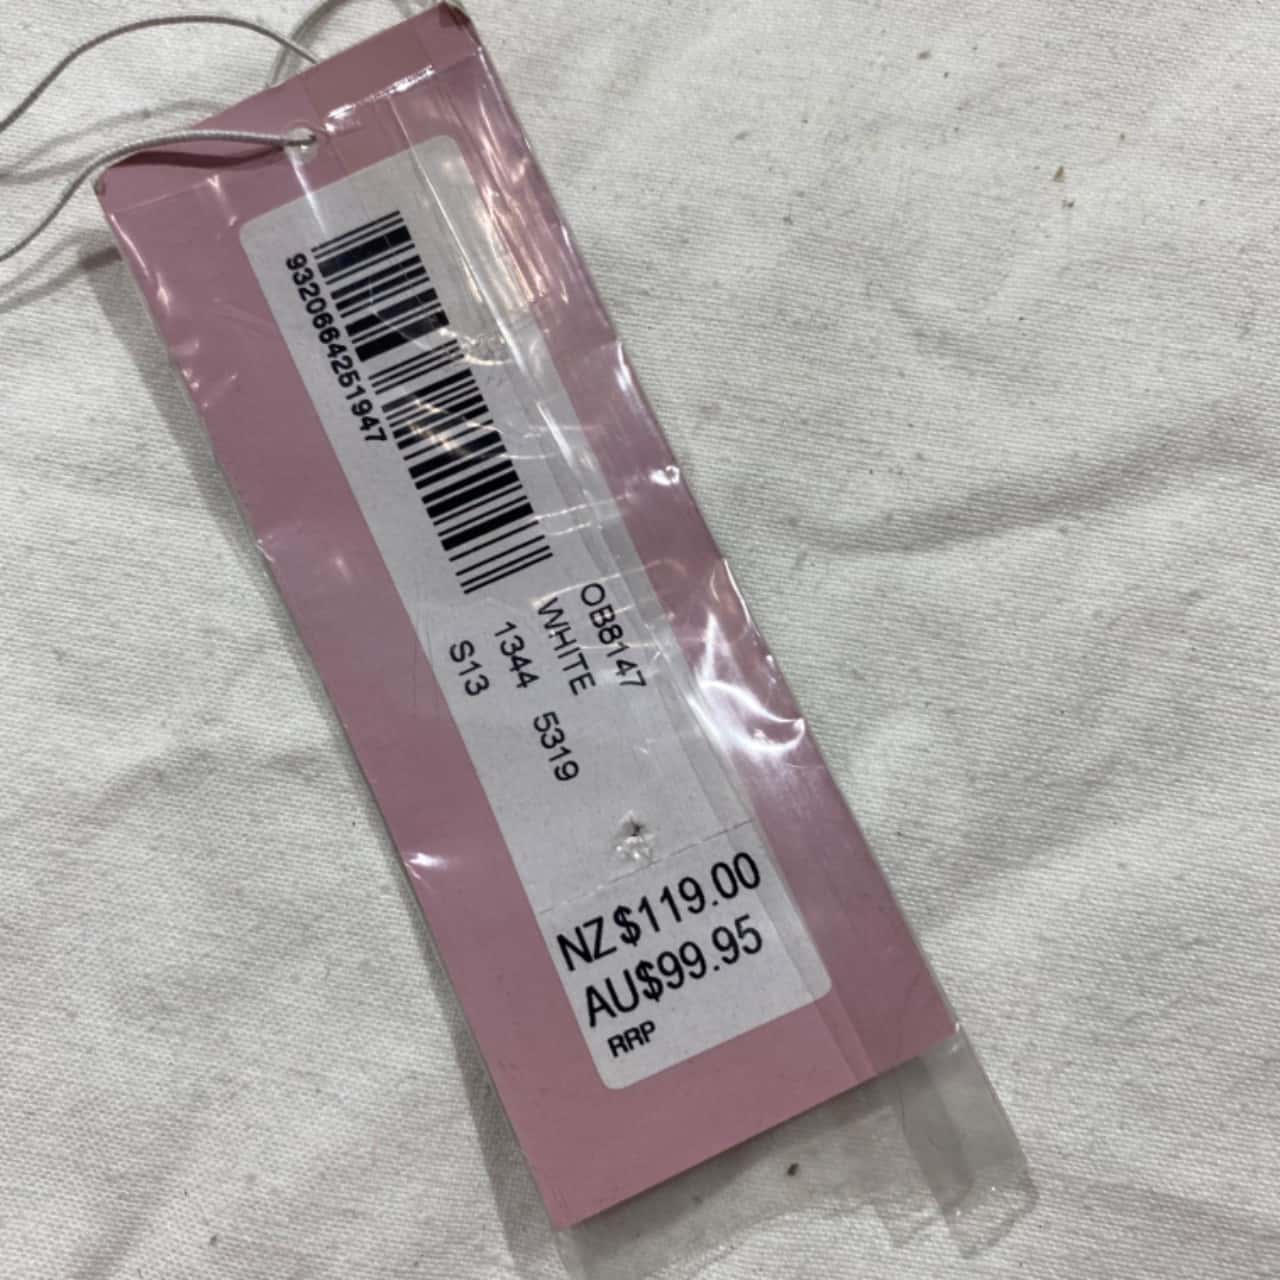 9320664251947
OB8147
WHITE
1344 5319
S13
NZ$119.00
AU$99.95
RRP